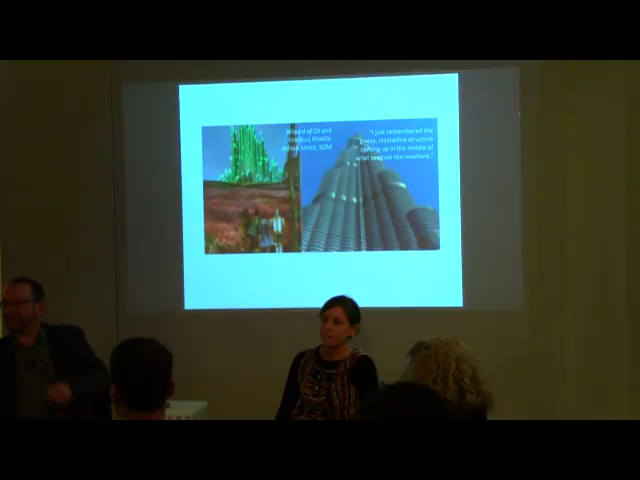 Wizard of Oz and
the Burj Khalifa
Adrian Smith, SOM
"I just remembered the
glassy, crystalline structure
coming up in the middle of
what seemed like nowhere."